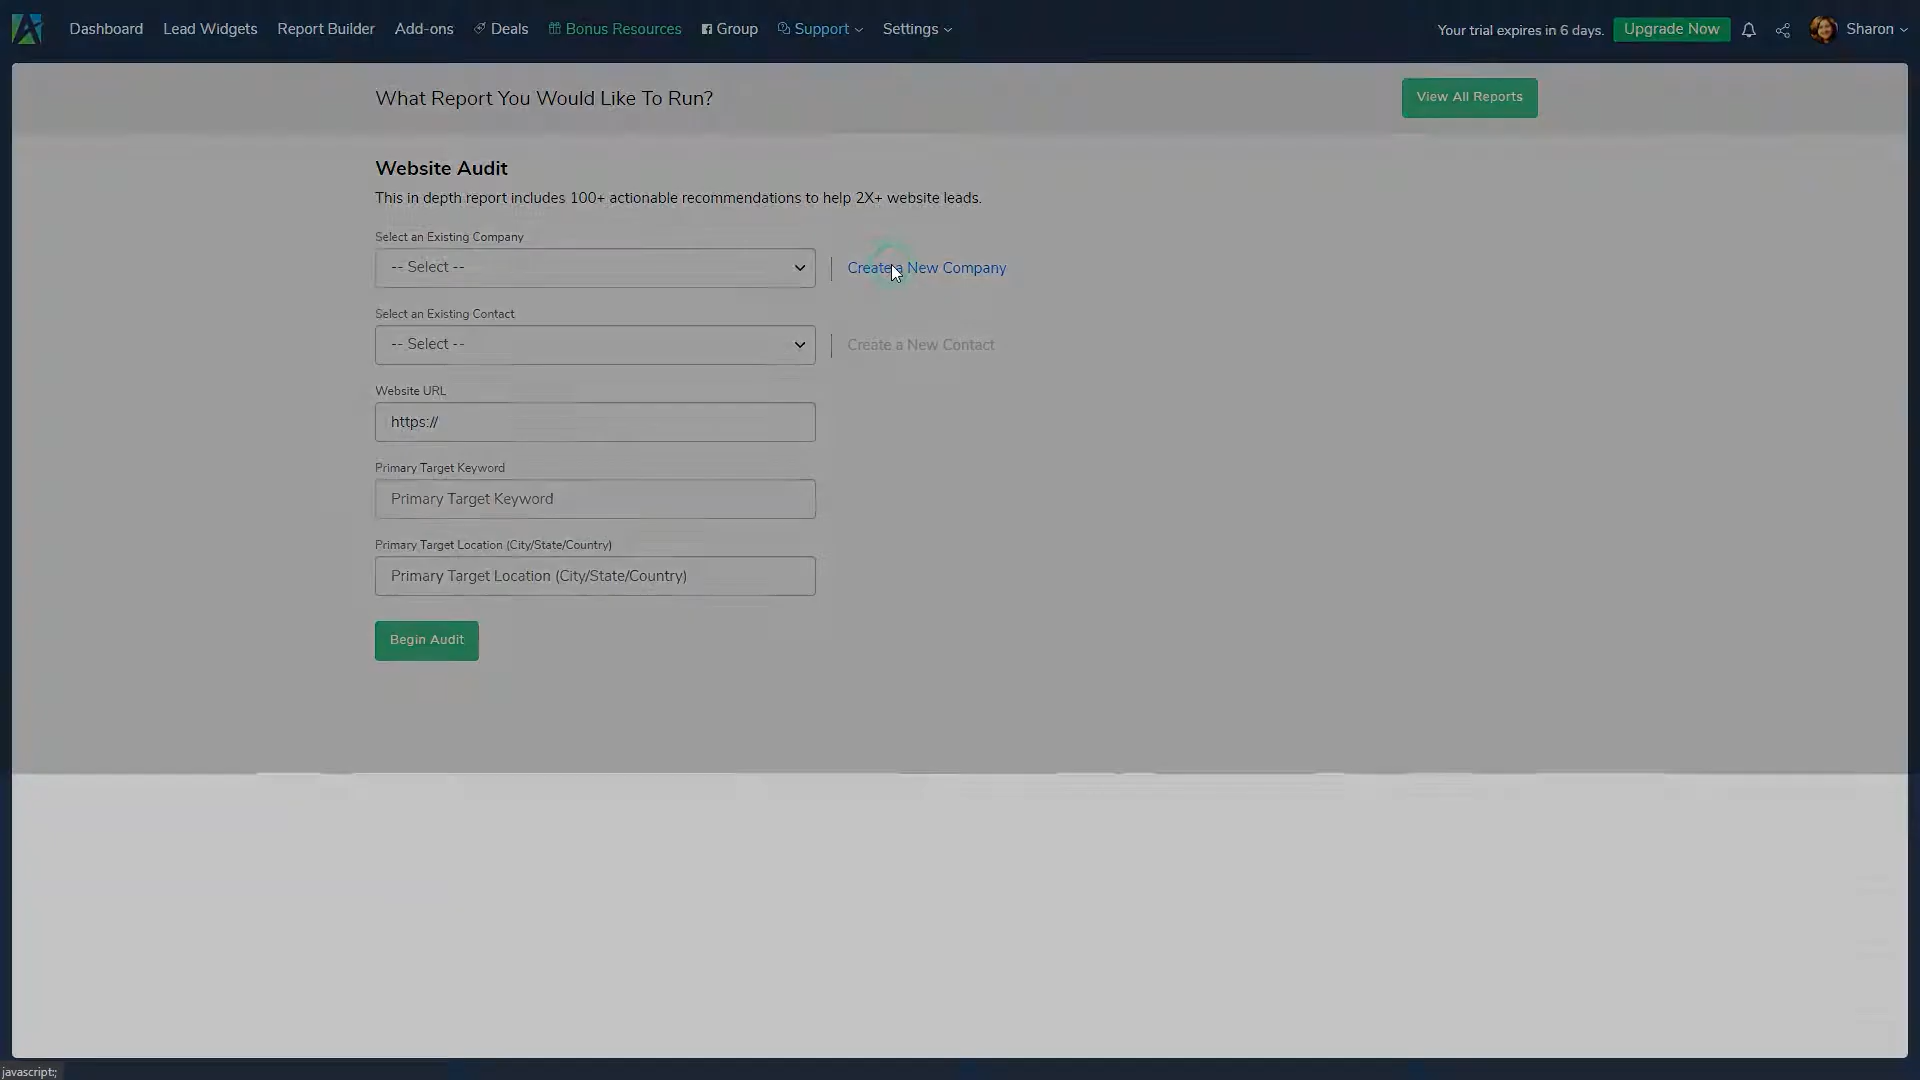 Dashboard Lead Widgets Report Builder Add-ons Deals Bonus Resources Group Support Settings Your trial expires in 6 days. Upgrade Now Sharon
What Report You Would Like To Run? View All Reports
Website Audit
This in depth report includes 100+ actionable recommendations to help 2X+ website leads.
Select an Existing Company
-- Select -- Create a New Company
Select an Existing Contact
-- Select -- Create a New Contact
Website URL
https://
Primary Target Keyword
Primary Target Keyword
Primary Target Location (City/State/Country)
Primary Target Location (City/State/Country)
Begin Audit
javascript:;